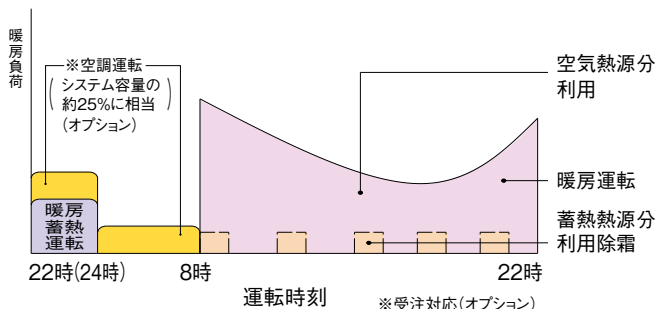 暖房負荷
※空調運転
(システム容量の
約25%に相当)
(オプション)
暖房
蓄熱
運転
空気熱源分
利用
暖房運転
蓄熱熱源分
利用除霜
22時(24時)
8時
22時
運転時刻
※受注対応(オプション)